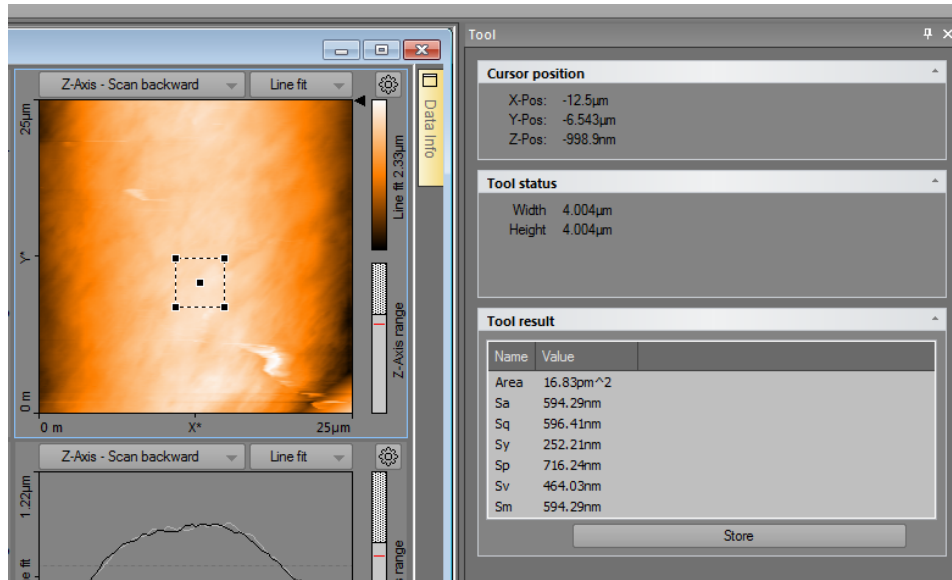 Tool
Z-Axis - Scan backward
Line fit
Data Info
25µm
Y*
0 m
0 m
X*
25µm
Line fit 2.33µm
Z-Axis range
Z-Axis - Scan backward
Line fit
1.22µm
e fit
s range
Cursor position
X-Pos: -12.5µm
Y-Pos: -6.543µm
Z-Pos: -998.9nm
Tool status
Width 4.004µm
Height 4.004µm
Tool result
Name Value
Area 16.83pm^2
Sa 594.29nm
Sq 596.41nm
Sy 252.21nm
Sp 716.24nm
Sv 464.03nm
Sm 594.29nm
Store